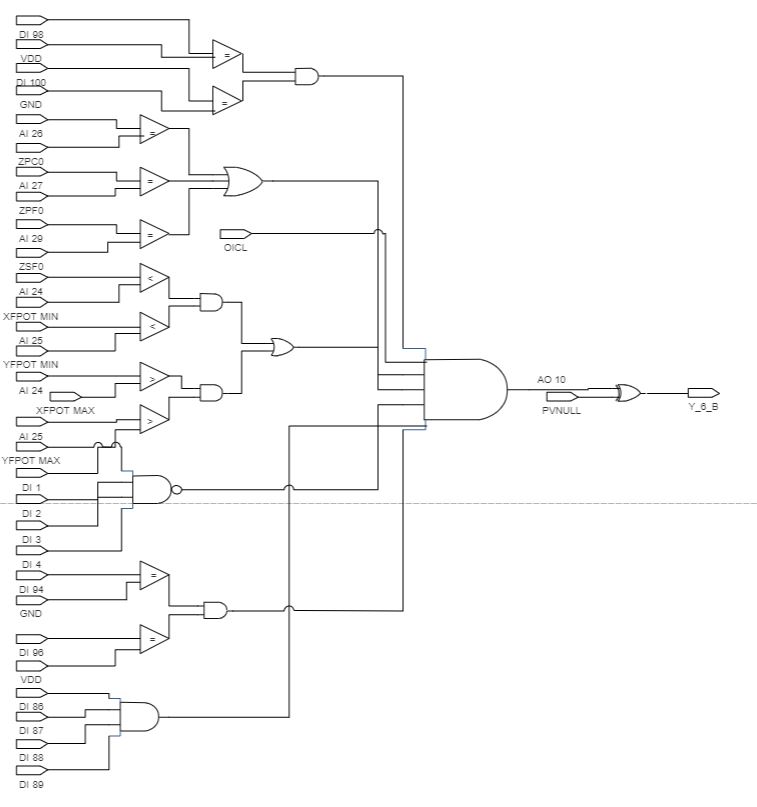 DI 98
=
VDD
DI 100
=
GND
AI 26
=
ZPC0
AI 27
=
ZPF0
AI 29
=
OICL
ZSF0
<
AI 24
XFPOT MIN
<
AI 25
YFPOT MIN
>
AI 24
XFPOT MAX
>
AI 25
YFPOT MAX
AO 10
PVNULL
Y_6_B
DI 1
DI 2
DI 3
DI 4
=
DI 94
GND
=
DI 96
VDD
DI 86
DI 87
DI 88
DI 89